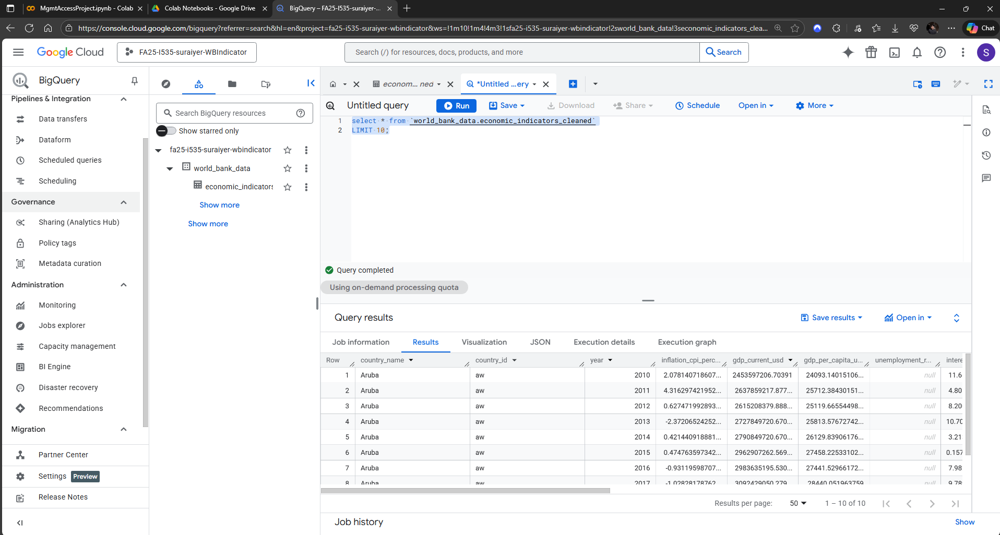 MgmtAccessProject.ipynb - Colab
Colab Notebooks - Google Drive
BigQuery – FA25-I535-suraiyer-...
https://console.cloud.google.com/bigquery?referrer=search&hl=en&project=fa25-i535-suraiyer-wbindicator&ws=!1m10!1m4!4m3!1sfa25-i535-suraiyer-wbindicator!2sworld_bank_data!3seconomic_indicators_clea...
Chat
Google Cloud
FA25-I535-suraiyer-WBIndicator
Search (/) for resources, docs, products, and more
Search
S
BigQuery
Pipelines & Integration
Data transfers
Dataform
Scheduled queries
Scheduling
Governance
Sharing (Analytics Hub)
Policy tags
Metadata curation
Administration
Monitoring
Jobs explorer
Capacity management
BI Engine
Disaster recovery
Recommendations
Migration
Partner Center
Settings Preview
Release Notes
Search BigQuery resources
Show starred only
fa25-i535-suraiyer-wbindicator
world_bank_data
economic_indicators
Show more
Show more
econom... ned
*Untitled ...ery
Untitled query
Run
Save
Download
Share
Schedule
Open in
More
1 select * from `world_bank_data.economic_indicators_cleaned`
2 LIMIT 10;
Query completed
Using on-demand processing quota
Query results
Save results
Open in
Job information
Results
Visualization
JSON
Execution details
Execution graph
Row country_name country_id year inflation_cpi_perc... gdp_current_usd gdp_per_capita_u... unemployment_r... intere
1 Aruba aw 2010 2.078140718607... 2453597206.70391 24093.14015106... null 11.6
2 Aruba aw 2011 4.316297421952... 2637859217.877... 25712.38430151... null 4.80
3 Aruba aw 2012 0.627471992893... 2615208379.888... 25119.66554498... null 8.20
4 Aruba aw 2013 -2.37206524252... 2727849720.670... 25813.57672742... null 10.70
5 Aruba aw 2014 0.421440918881... 2790849720.670... 26129.83906176... null 3.21
6 Aruba aw 2015 0.474763597342... 2962907262.569... 27458.22533102... null 0.157
7 Aruba aw 2016 -0.93119598707... 2983635195.530... 27441.52966172... null 7.98
8 Aruba aw 2017 -1.02828178762... 3092429050.279... 28440.051963759 null 9.78
Results per page: 50 1 – 10 of 10
Job history
Show